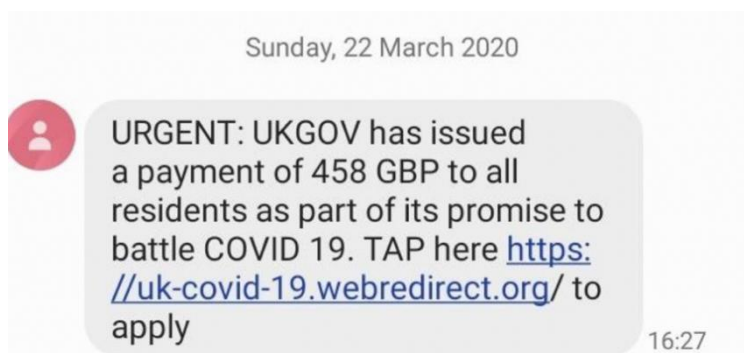 Sunday, 22 March 2020
URGENT: UKGOV has issued
a payment of 458 GBP to all
residents as part of its promise to
battle COVID 19. TAP here https:
//uk-covid-19.webredirect.org/ to
apply
16:27